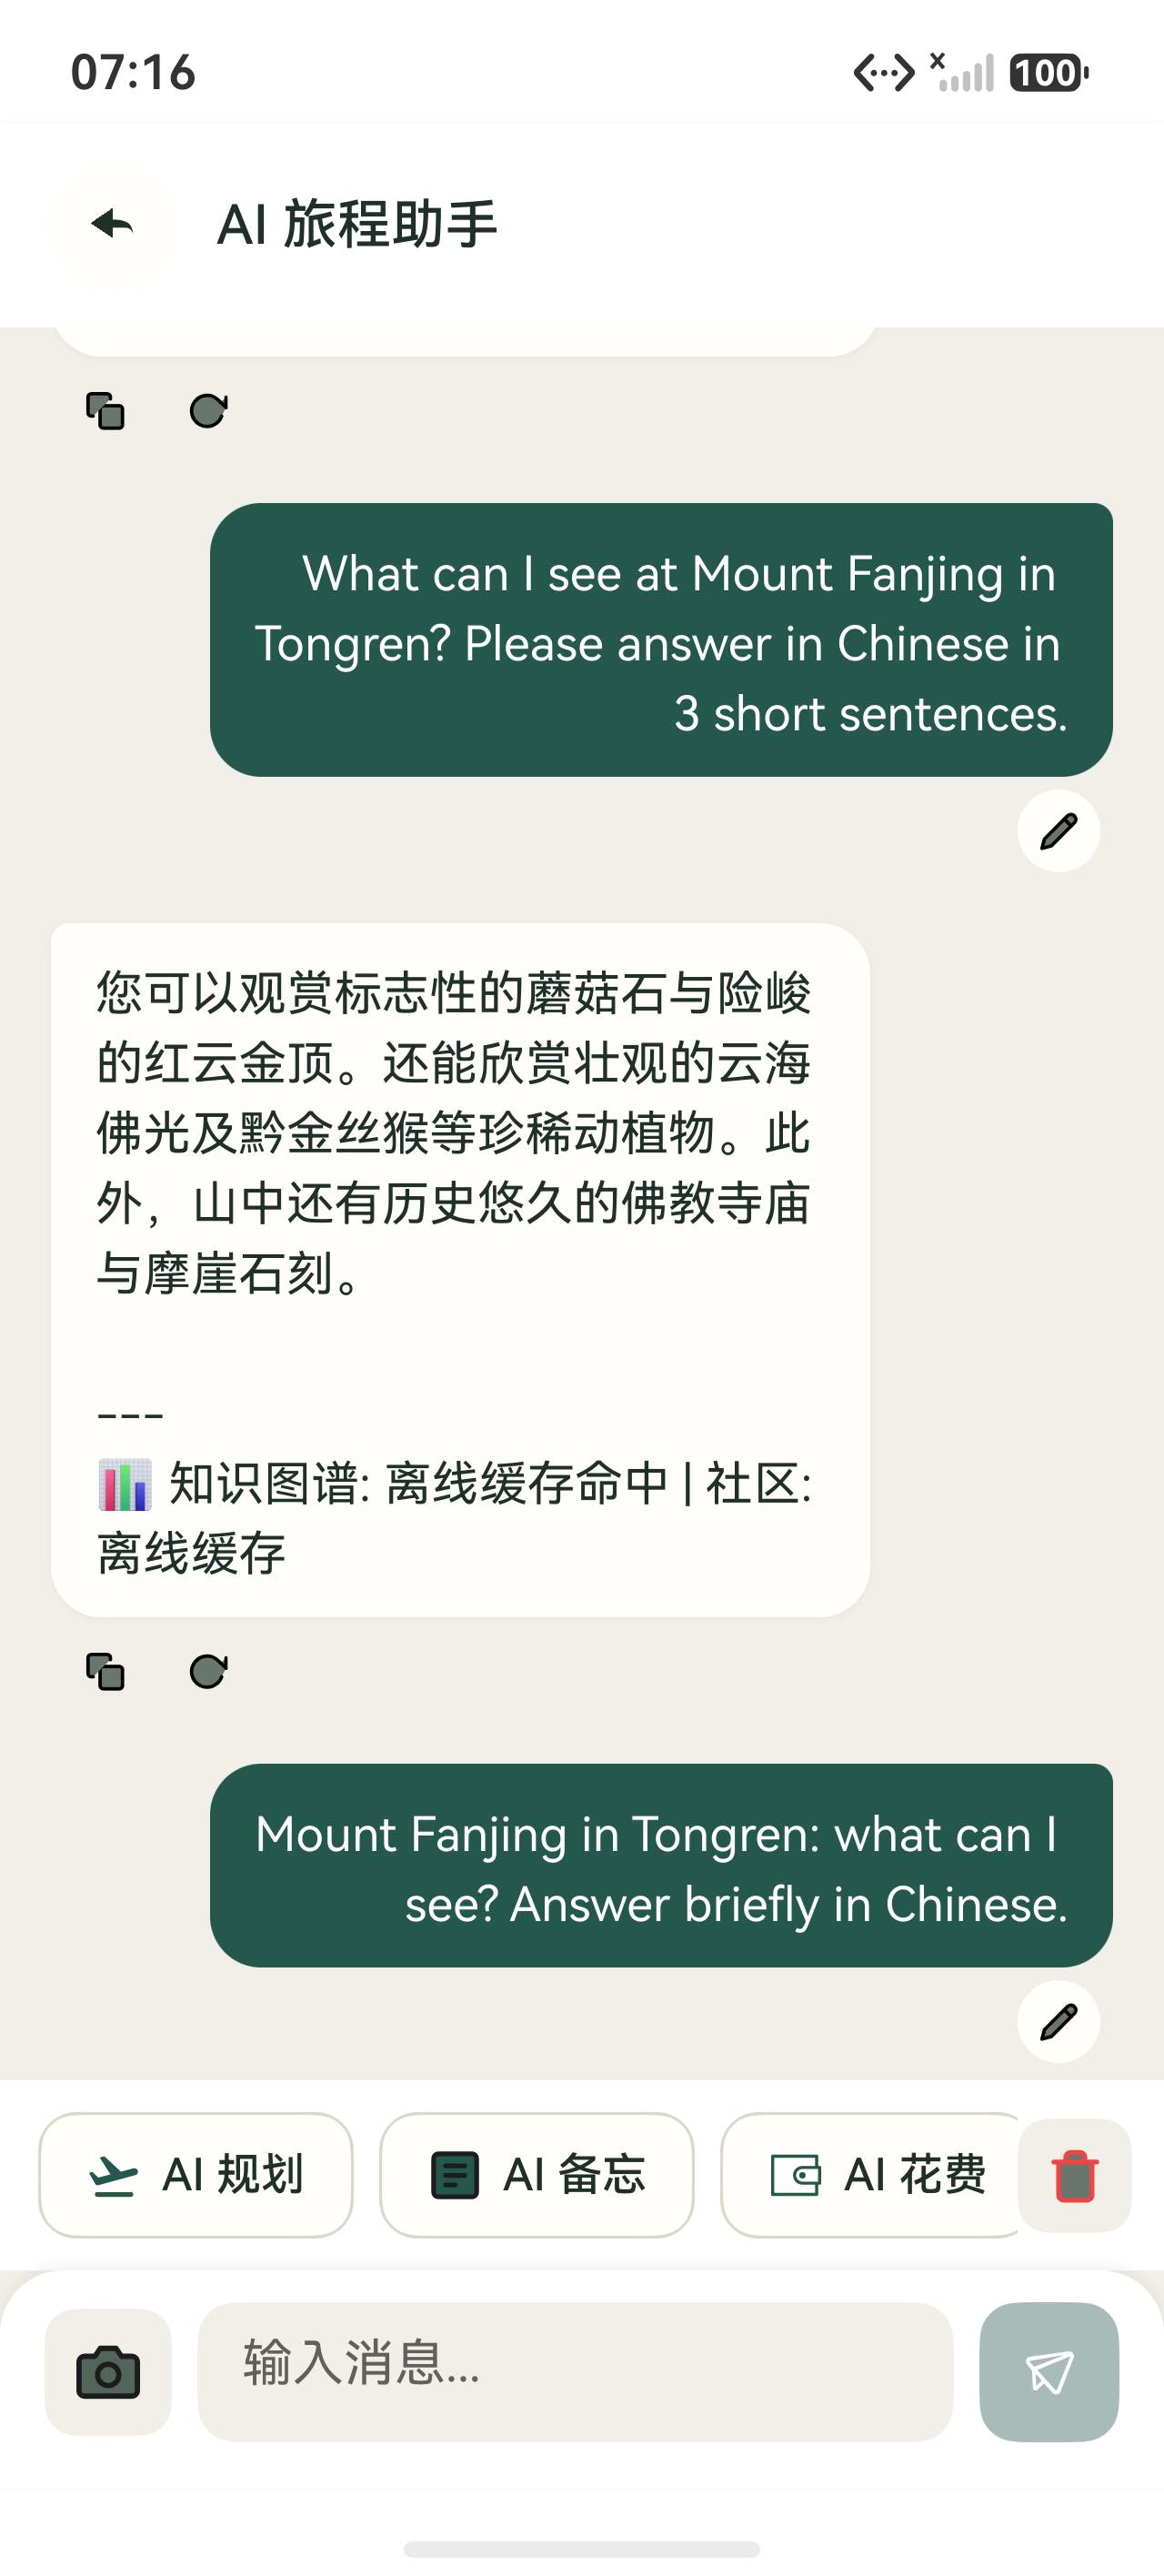 07:16
100
AI 旅程助手
What can I see at Mount Fanjing in
Tongren? Please answer in Chinese in
3 short sentences.
您可以观赏标志性的蘑菇石与险峻
的红云金顶。还能欣赏壮观的云海
佛光及黔金丝猴等珍稀动植物。此
外，山中还有历史悠久的佛教寺庙
与摩崖石刻。
---
知识图谱: 离线缓存命中 | 社区:
离线缓存
Mount Fanjing in Tongren: what can I
see? Answer briefly in Chinese.
AI 规划
AI 备忘
AI 花费
输入消息...